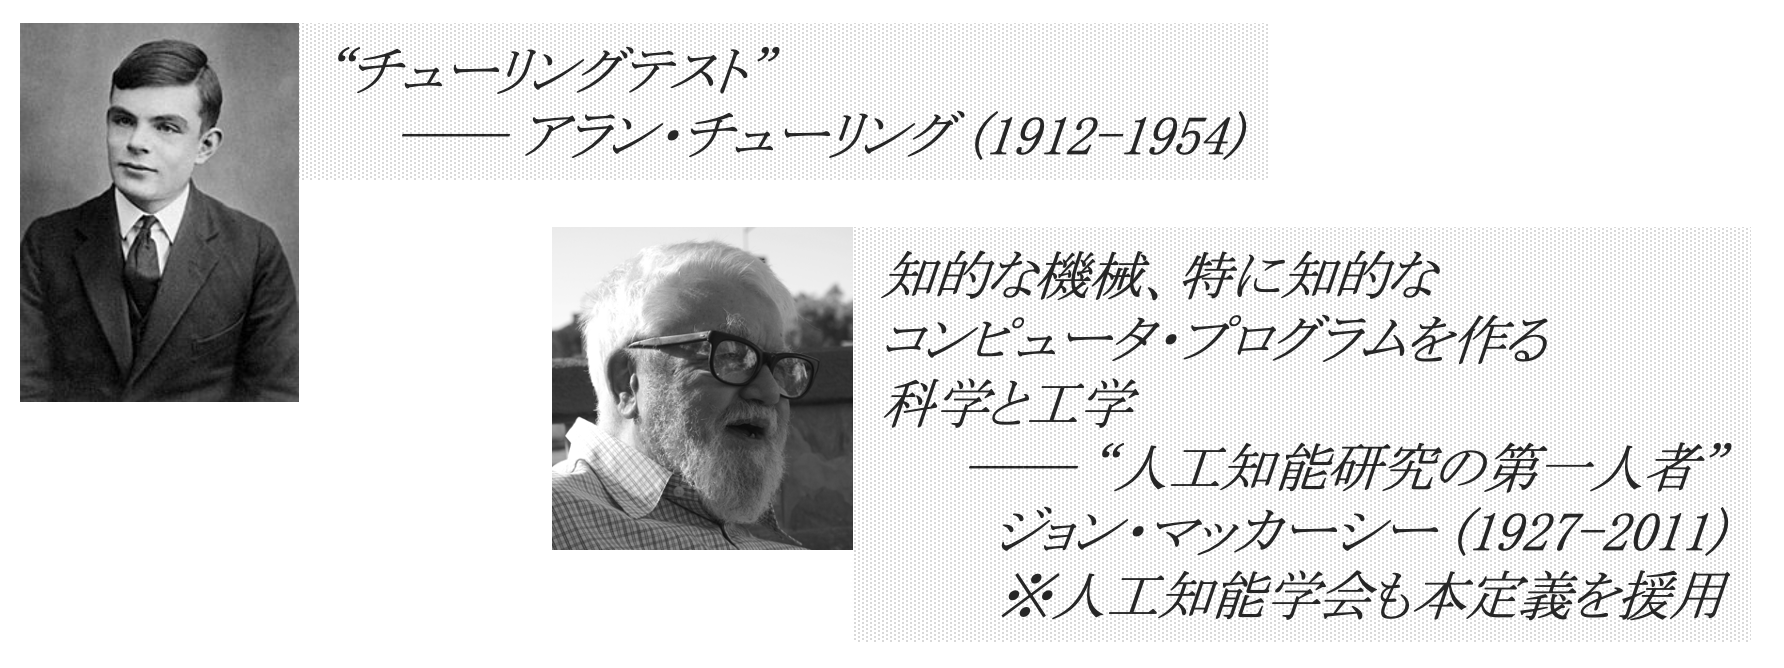 “チューリングテスト”
―― アラン・チューリング (1912-1954)
知的な機械、特に知的な
コンピュータ・プログラムを作る
科学と工学
―― “人工知能研究の第一人者”
ジョン・マッカーシー (1927-2011)
※人工知能学会も本定義を援用